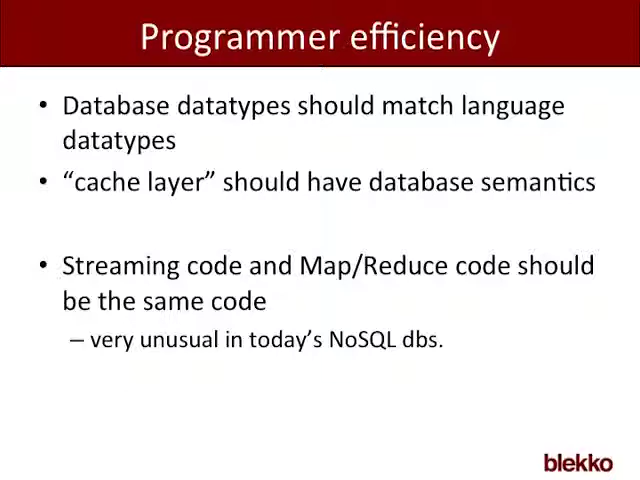 Programmer efficiency
• Database datatypes should match language
datatypes
• “cache layer” should have database semantics
• Streaming code and Map/Reduce code should
be the same code
– very unusual in today’s NoSQL dbs.
blekko